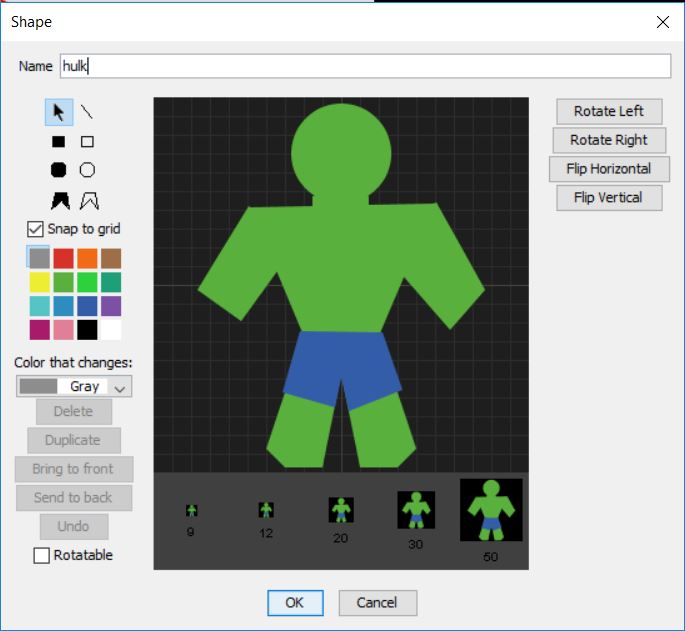 Shape
Name hulk
Rotate Left
Rotate Right
Flip Horizontal
Flip Vertical
Snap to grid
Color that changes:
Gray
Delete
Duplicate
Bring to front
Send to back
Undo
Rotatable
9 12 20 30 50
OK Cancel